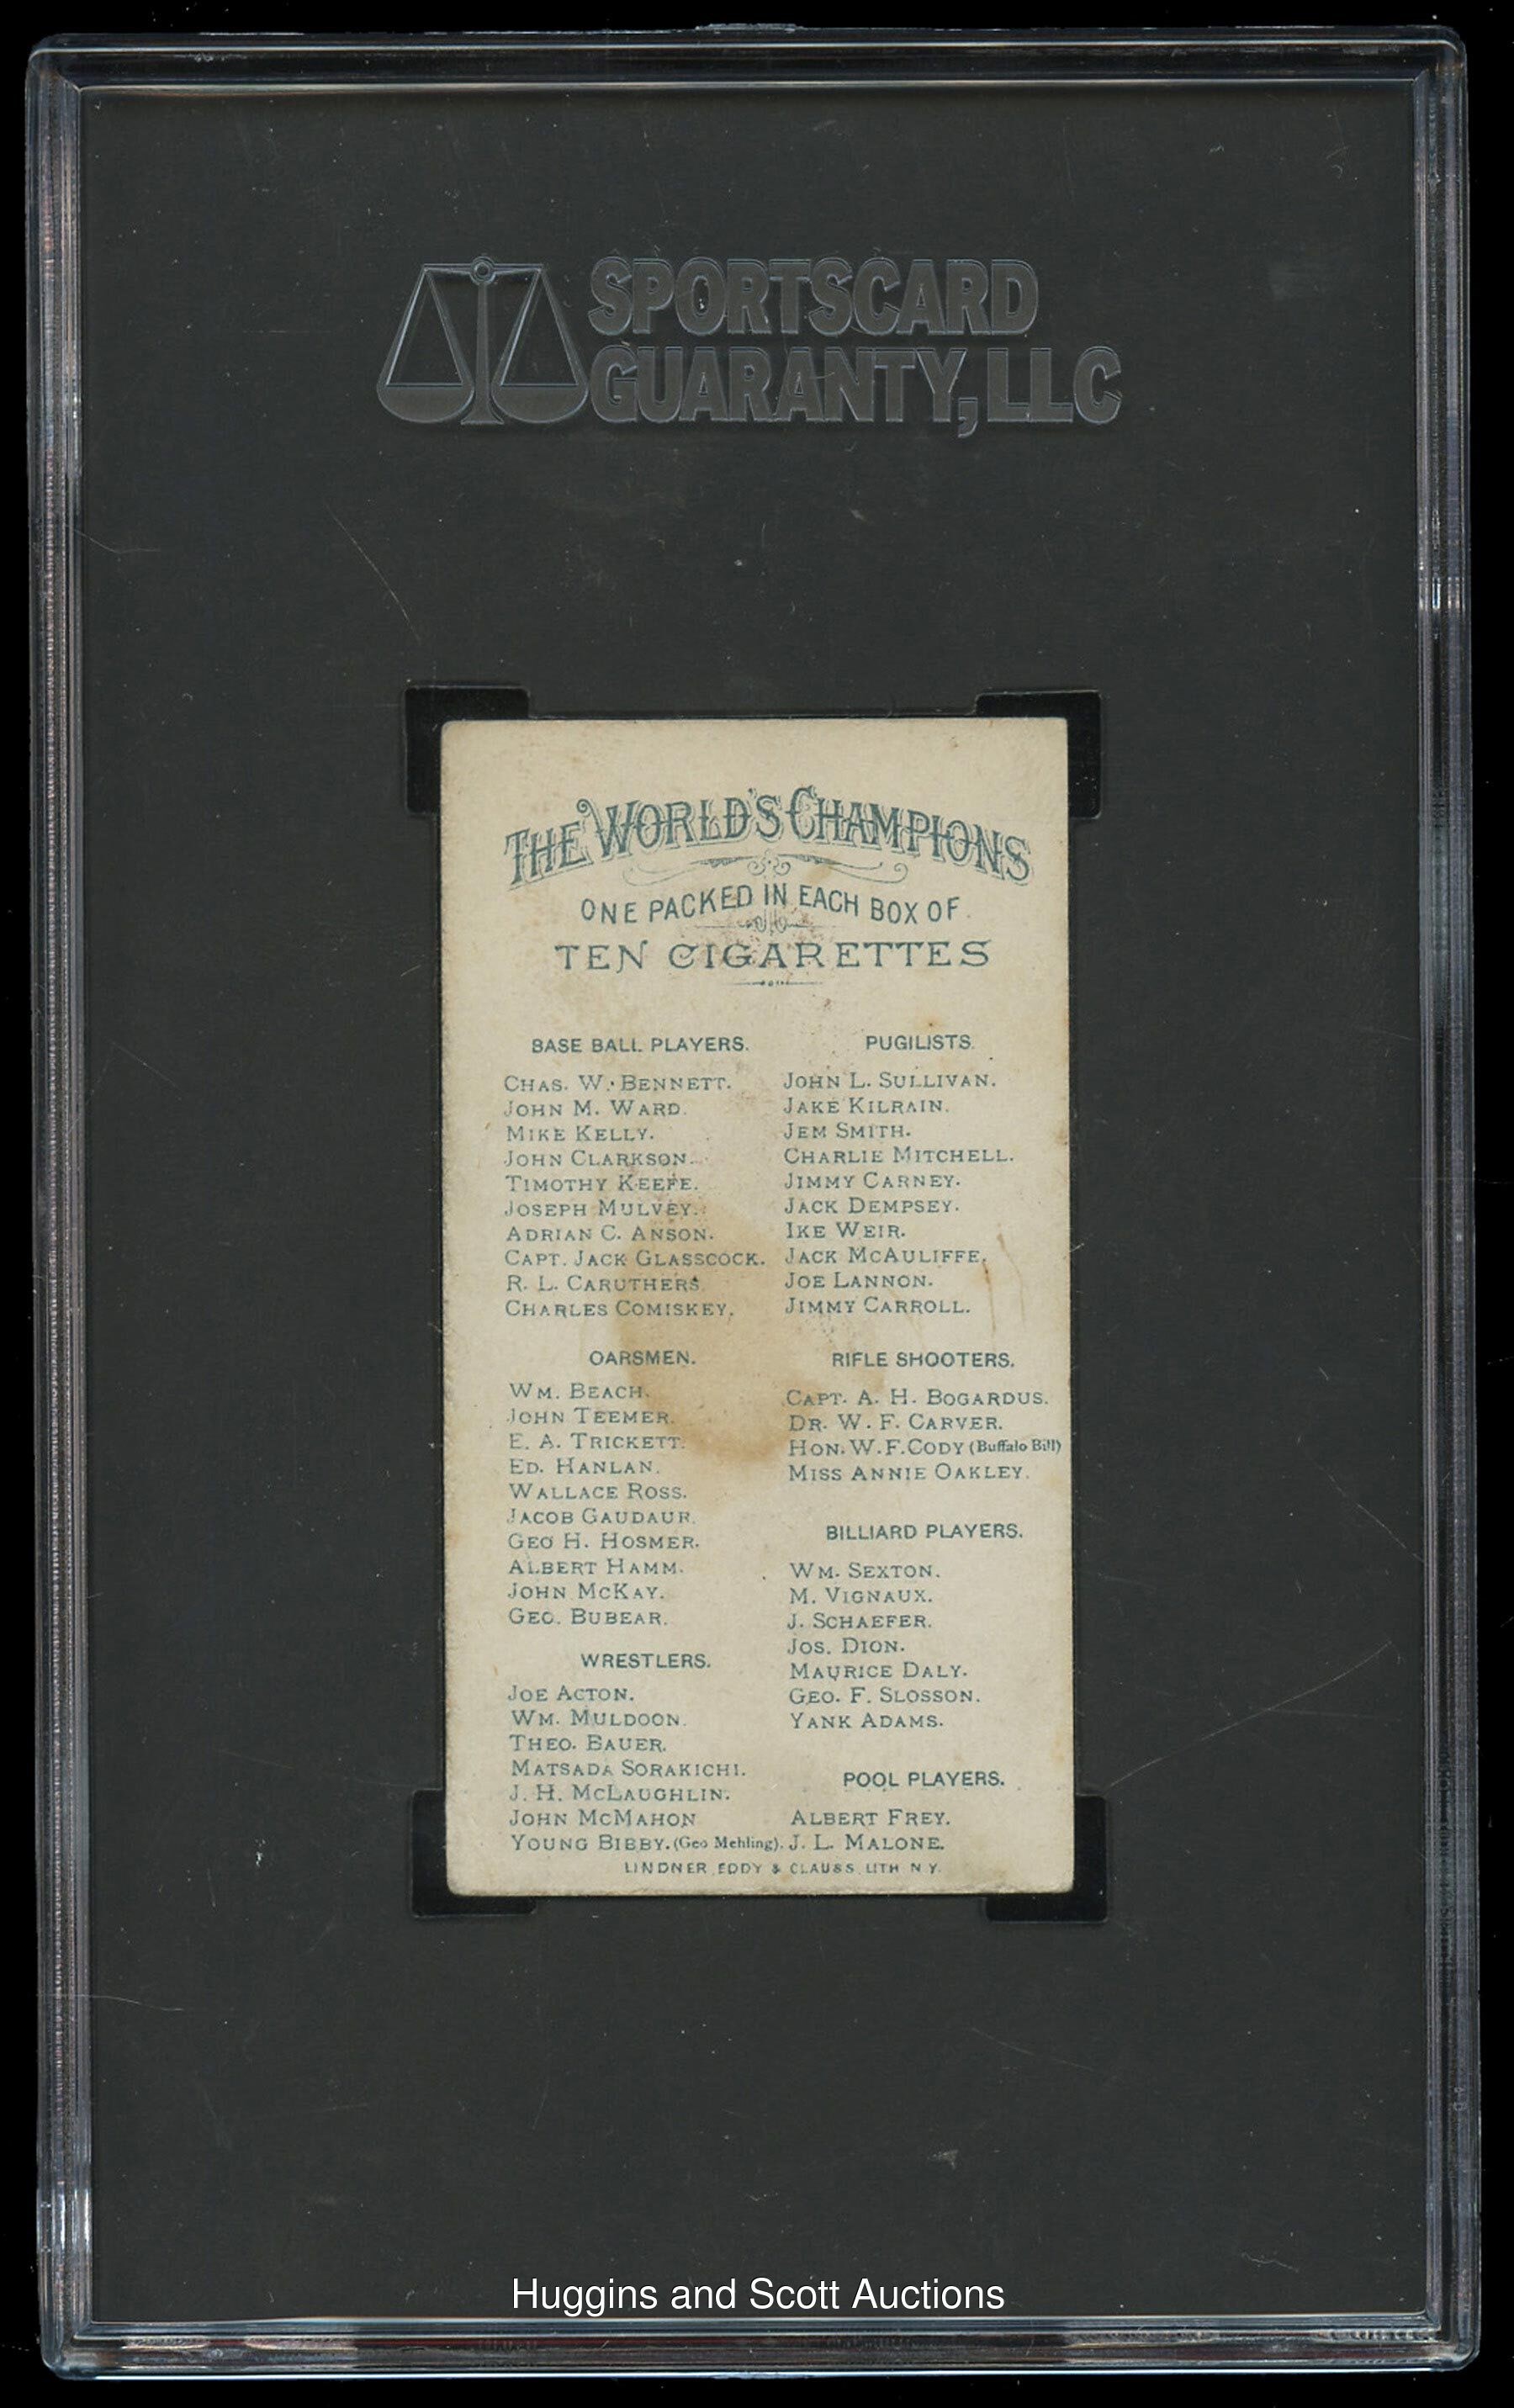 SPORTSCARD
GUARANTY, LLC
THE WORLD'S CHAMPIONS
ONE PACKED IN EACH BOX OF
TEN CIGARETTES
BASE BALL PLAYERS.
CHAS. W. BENNETT.
JOHN M. WARD.
MIKE KELLY.
JOHN CLARKSON.
TIMOTHY KEEFE.
JOSEPH MULVEY.
ADRIAN C. ANSON.
CAPT. JACK GLASSCOCK.
R. L. CARUTHERS.
CHARLES COMISKEY.
OARSMEN.
WM. BEACH.
JOHN TEEMER.
E. A. TRICKETT.
ED. HANLAN.
WALLACE ROSS.
JACOB GAUDAUR.
GEO H. HOSMER.
ALBERT HAMM.
JOHN MCKAY.
GEO. BUBEAR.
WRESTLERS.
JOE ACTON.
WM. MULDOON.
THEO. BAUER.
MATSADA SORAKICHI.
J. H. MCLAUGHLIN.
JOHN MCMAHON
YOUNG BIBBY. (Geo Mehling).
PUGILISTS.
JOHN L. SULLIVAN.
JAKE KILRAIN.
JEM SMITH.
CHARLIE MITCHELL.
JIMMY CARNEY.
JACK DEMPSEY.
IKE WEIR.
JACK MCAULIFFE.
JOE LANNON.
JIMMY CARROLL.
RIFLE SHOOTERS.
CAPT. A. H. BOGARDUS.
DR. W. F. CARVER.
HON. W. F. CODY (Buffalo Bill)
MISS ANNIE OAKLEY.
BILLIARD PLAYERS.
WM. SEXTON.
M. VIGNAUX.
J. SCHAEFER.
JOS. DION.
MAURICE DALY.
GEO. F. SLOSSON.
YANK ADAMS.
POOL PLAYERS.
ALBERT FREY.
J. L. MALONE.
LINDNER, EDDY & CLAUSS, LITH. N. Y.
Huggins and Scott Auctions